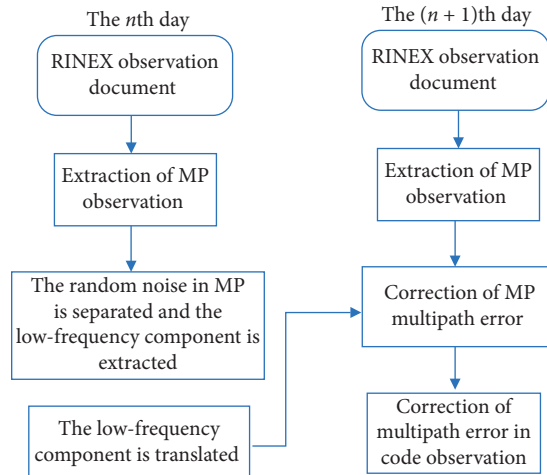 The nth day
RINEX observation
document
Extraction of MP
observation
The random noise in MP
is separated and the
low-frequency component is
extracted
The low-frequency
component is translated
The (n + 1)th day
RINEX observation
document
Extraction of MP
observation
Correction of MP
multipath error
Correction of
multipath error in
code observation